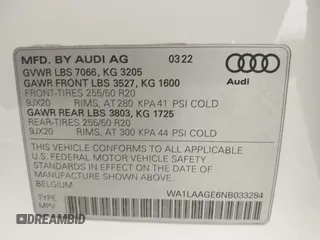 MFD. BY AUDI AG 03 22
GVWR LBS 7066, KG 3205
GAWR FRONT LBS 3527, KG 1600
FRONT-TIRES 255/50 R20
9JX20 RIMS, AT 280 KPA 41 PSI COLD
GAWR REAR LBS 3803, KG 1725
REAR-TIRES 255/50 R20
9JX20 RIMS, AT 300 KPA 44 PSI COLD
THIS VEHICLE CONFORMS TO ALL APPLICABLE
U.S. FEDERAL MOTOR VEHICLE SAFETY
STANDARDS IN EFFECT ON THE DATE OF
MANUFACTURE SHOWN ABOVE.
WA1LAAGE6NB033284
BELGIUM
Audi
DREAMBID.COM